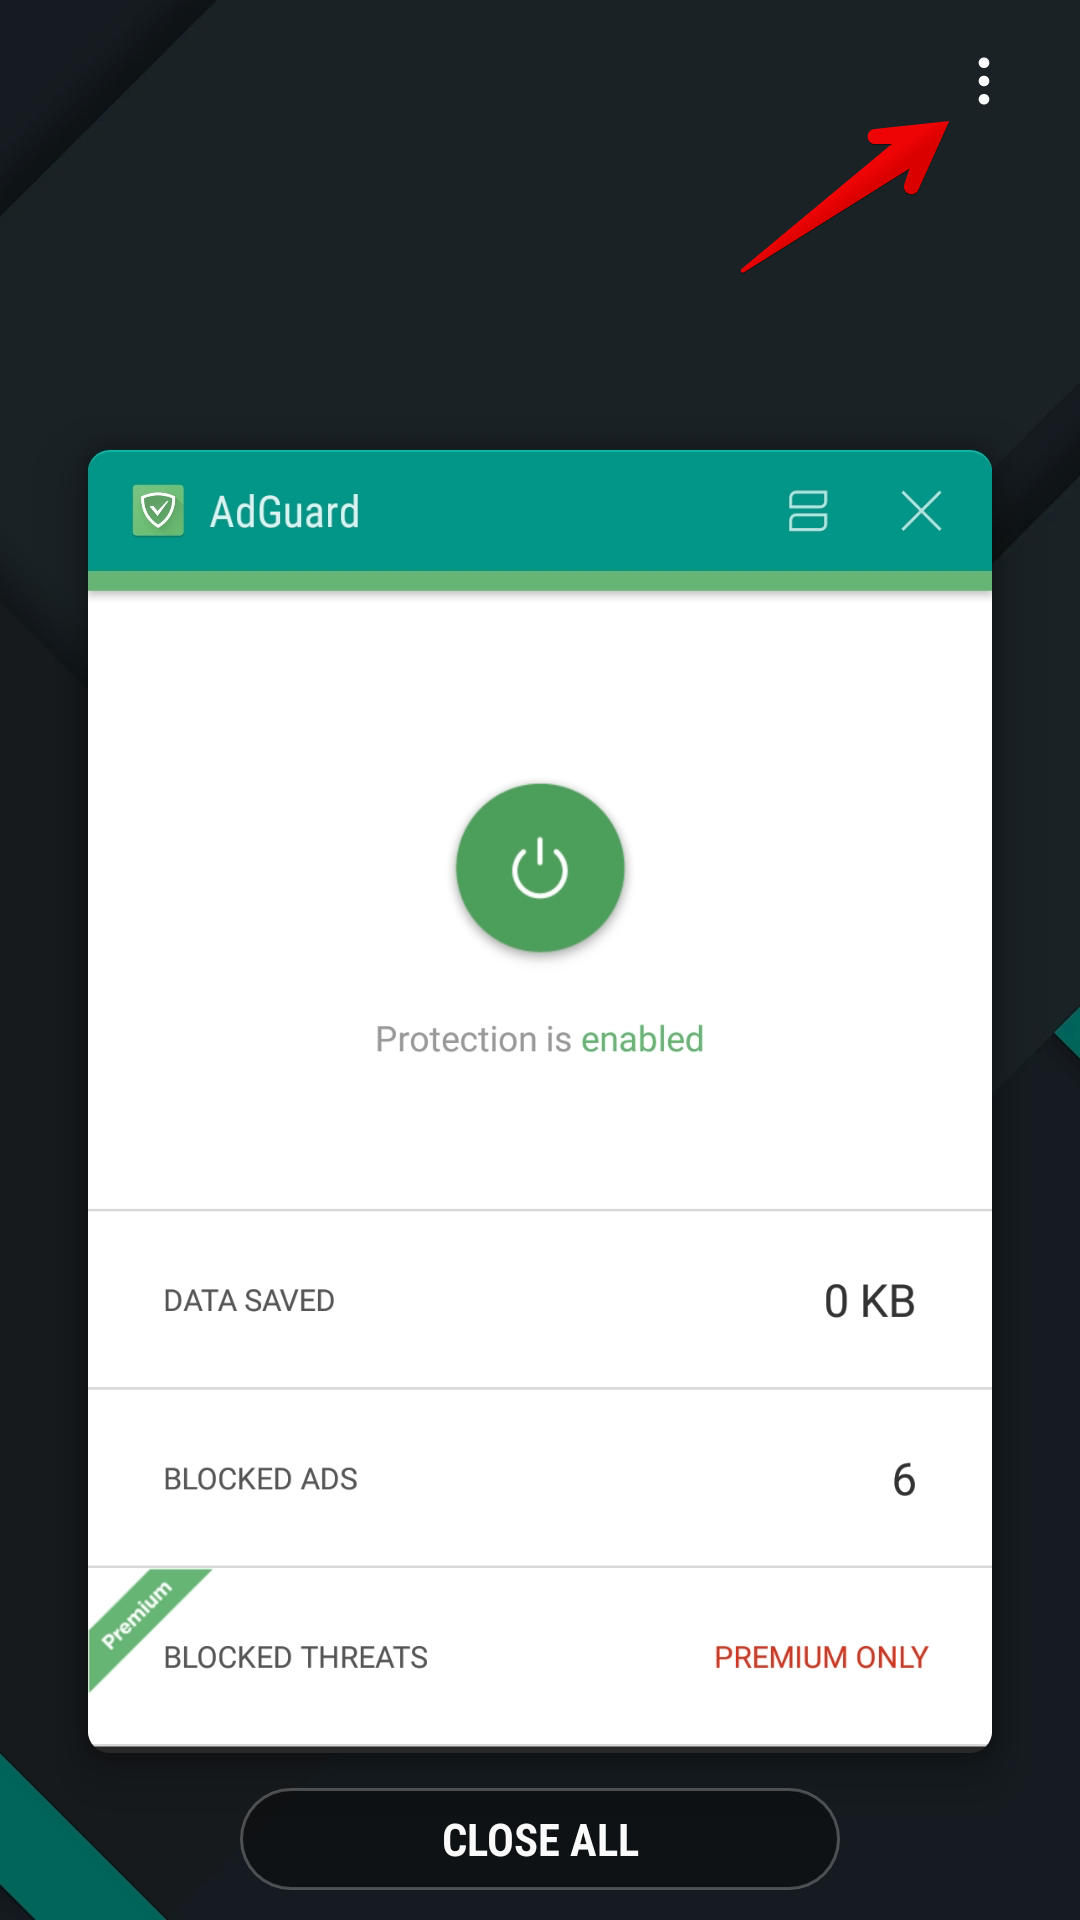 AdGuard
Protection is enabled
DATA SAVED 0 KB
BLOCKED ADS 6
Premium
BLOCKED THREATS PREMIUM ONLY
CLOSE ALL